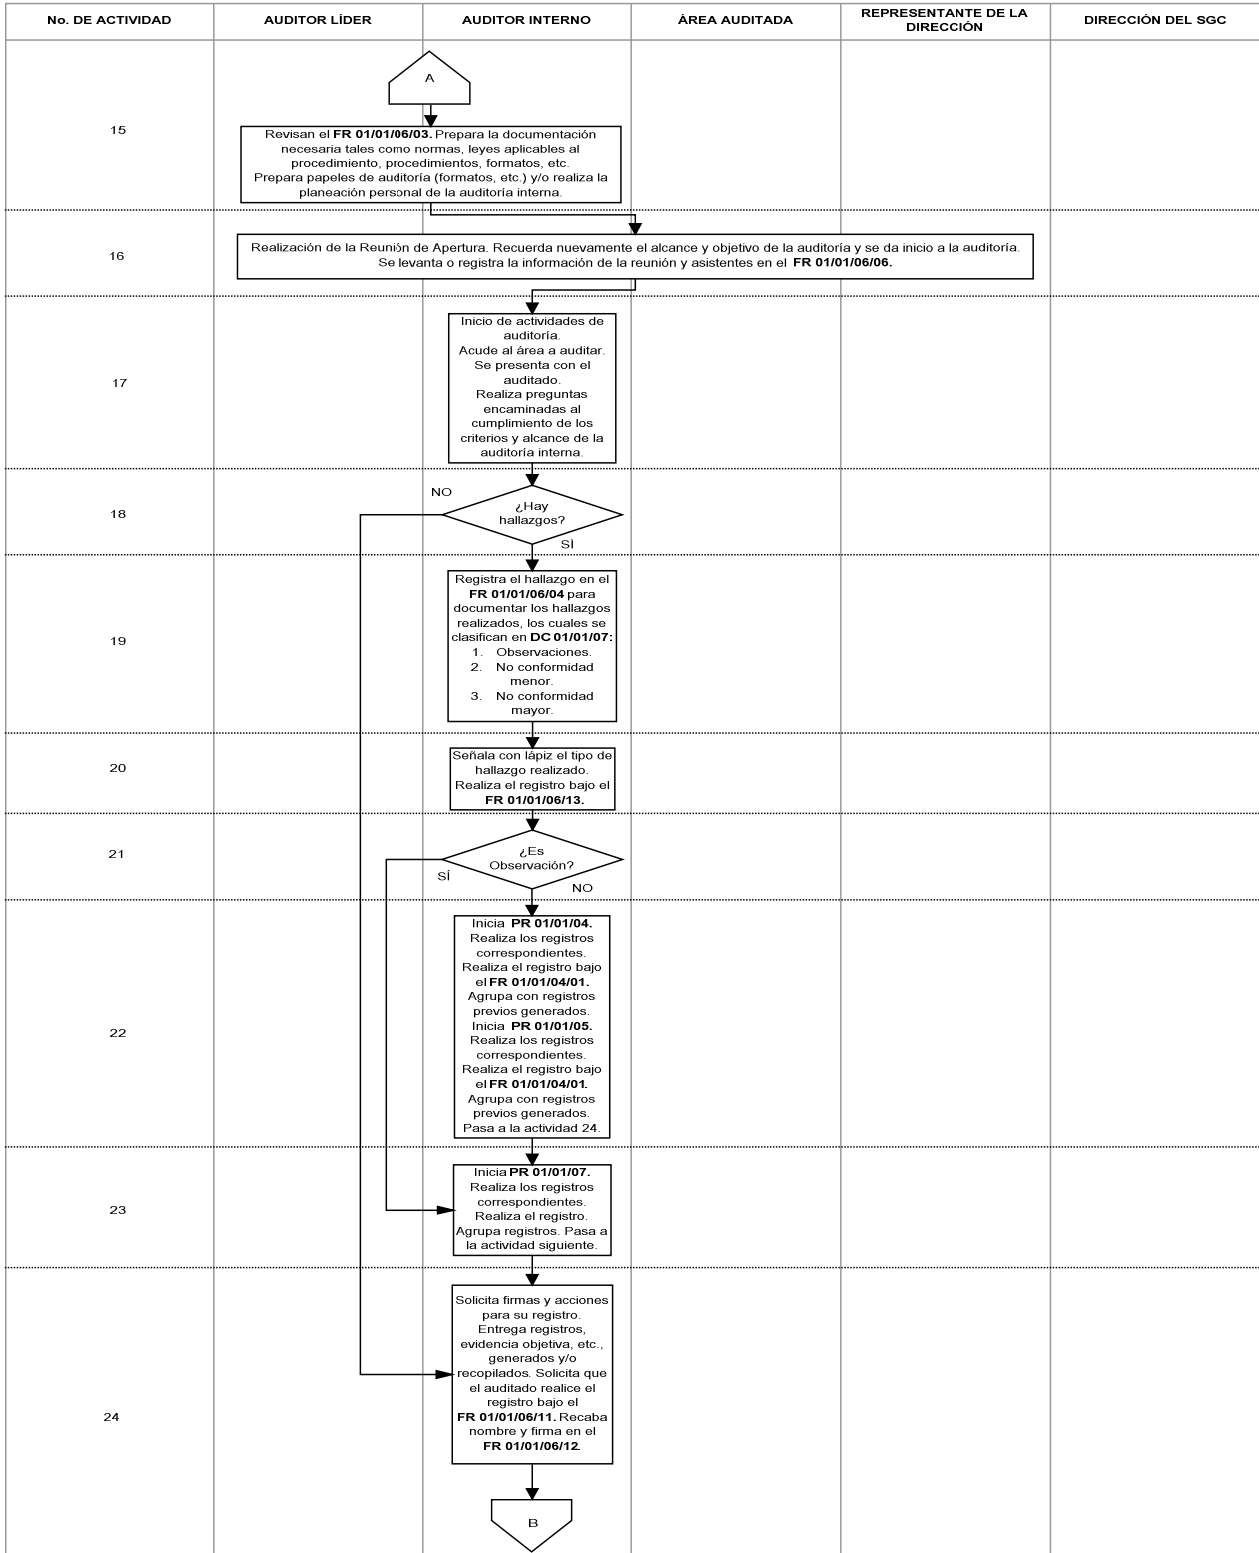 No. DE ACTIVIDAD
AUDITOR LÍDER
AUDITOR INTERNO
ÁREA AUDITADA
REPRESENTANTE DE LA
DIRECCIÓN
DIRECCIÓN DEL SGC
A
15
Revisan el FR 01/01/06/03. Prepara la documentación
necesaria tales como normas, leyes aplicables al
procedimiento, procedimientos, formatos, etc.
Prepara papeles de auditoría (formatos, etc.) y/o realiza la
planeación personal de la auditoría interna.
16
Realización de la Reunión de Apertura. Recuerda nuevamente el alcance y objetivo de la auditoría y se da inicio a la auditoría.
Se levanta o registra la información de la reunión y asistentes en el FR 01/01/06/06.
17
Inicio de actividades de
auditoría.
Acude al área a auditar.
Se presenta con el
auditado.
Realiza preguntas
encaminadas al
cumplimiento de los
criterios y alcance de la
auditoría interna.
18
NO
¿Hay
hallazgos?
SÍ
19
Registra el hallazgo en el
FR 01/01/06/04 para
documentar los hallazgos
realizados, los cuales se
clasifican en DC 01/01/07:
1. Observaciones.
2. No conformidad
menor.
3. No conformidad
mayor.
20
Señala con lápiz el tipo de
hallazgo realizado.
Realiza el registro bajo el
FR 01/01/06/13.
21
¿Es
Observación?
SÍ
NO
22
Inicia PR 01/01/04.
Realiza los registros
correspondientes.
Realiza el registro bajo
el FR 01/01/04/01.
Agrupa con registros
previos generados.
Inicia PR 01/01/05.
Realiza los registros
correspondientes.
Realiza el registro bajo
el FR 01/01/04/01.
Agrupa con registros
previos generados.
Pasa a la actividad 24.
23
Inicia PR 01/01/07.
Realiza los registros
correspondientes.
Realiza el registro.
Agrupa registros. Pasa a
la actividad siguiente.
24
Solicita firmas y acciones
para su registro.
Entrega registros,
evidencia objetiva, etc.,
generados y/o
recopilados. Solicita que
el auditado realice el
registro bajo el
FR 01/01/06/11. Recaba
nombre y firma en el
FR 01/01/06/12.
B